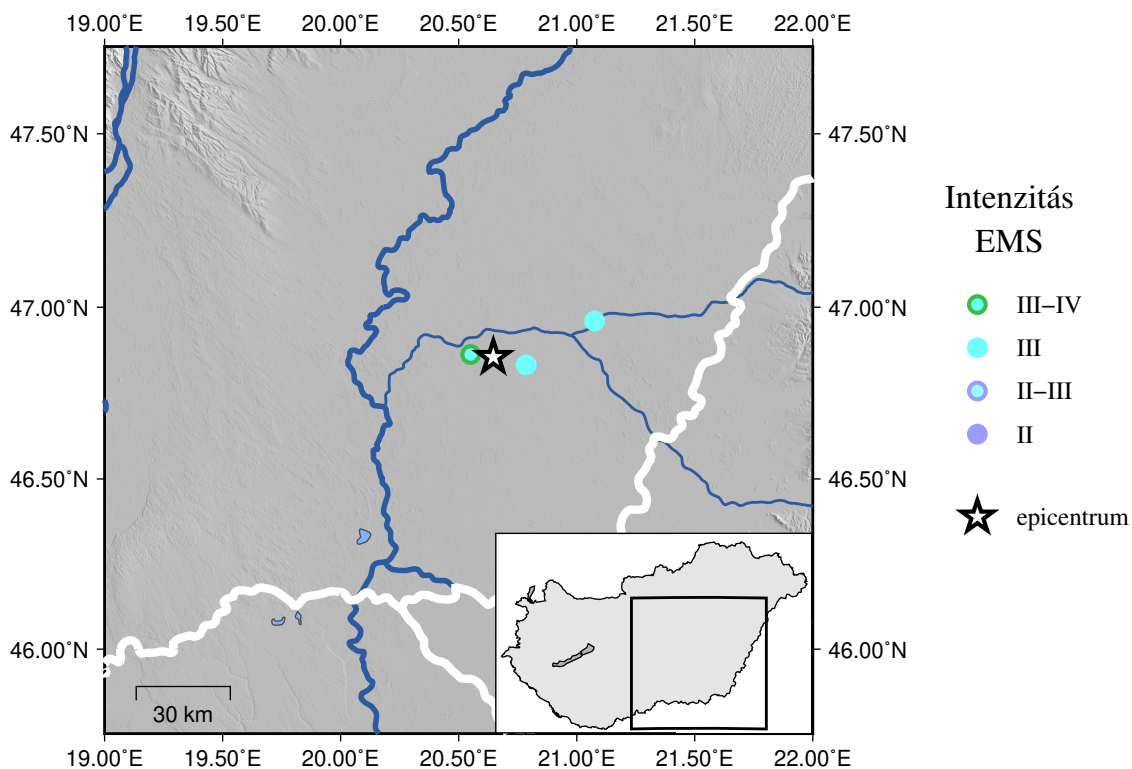 19.00˚E 19.50˚E 20.00˚E 20.50˚E 21.00˚E 21.50˚E 22.00˚E
47.50˚N 47.50˚N
47.00˚N 47.00˚N
46.50˚N 46.50˚N
46.00˚N 46.00˚N
30 km
19.00˚E 19.50˚E 20.00˚E 20.50˚E 21.00˚E 21.50˚E 22.00˚E
Intenzitás
EMS
III−IV
III
II−III
II
epicentrum